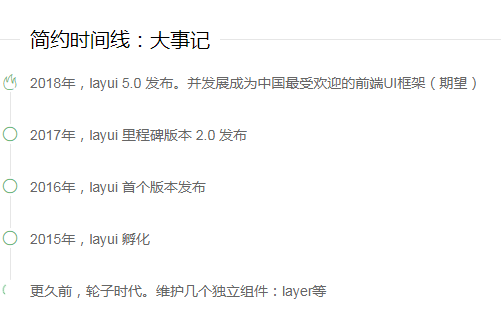 简约时间线：大事记
2018年，layui 5.0 发布。并发展成为中国最受欢迎的前端UI框架（期望）
2017年，layui 里程碑版本 2.0 发布
2016年，layui 首个版本发布
2015年，layui 孵化
更久前，轮子时代。维护几个独立组件：layer等